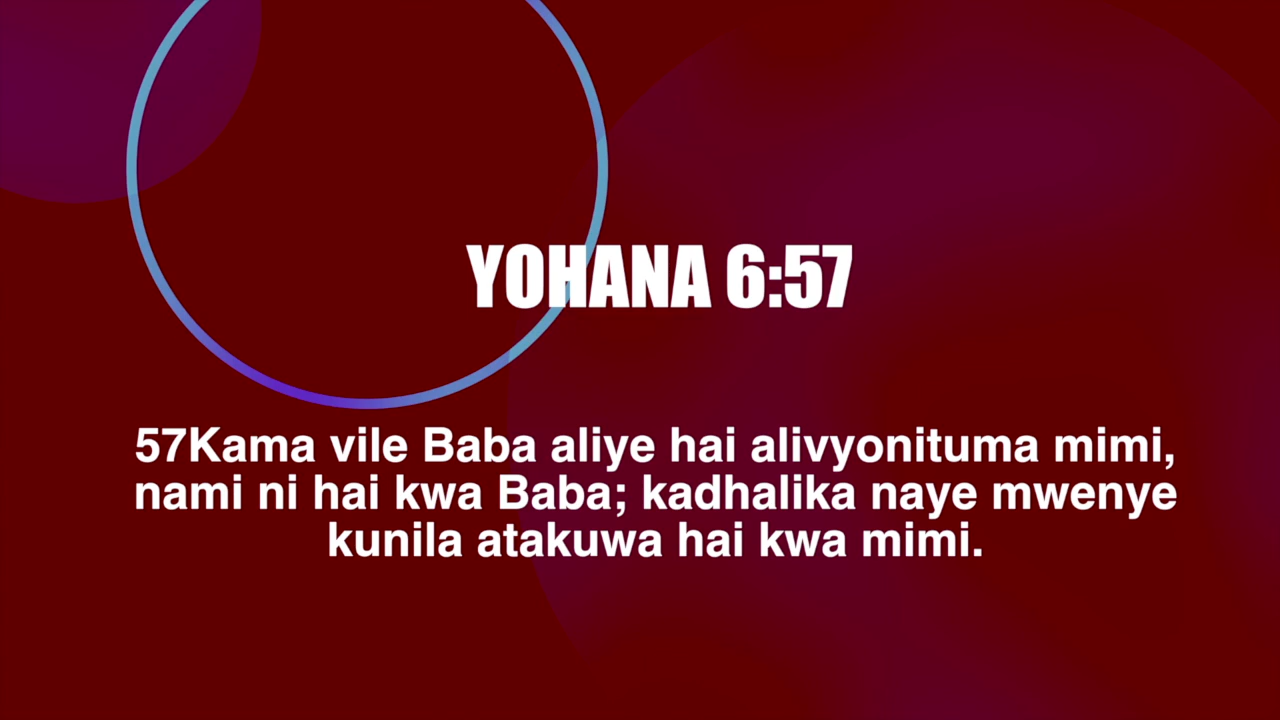 YOHANA 6:57
57Kama vile Baba aliye hai alivyonituma mimi,
nami ni hai kwa Baba; kadhalika naye mwenye
kunila atakuwa hai kwa mimi.